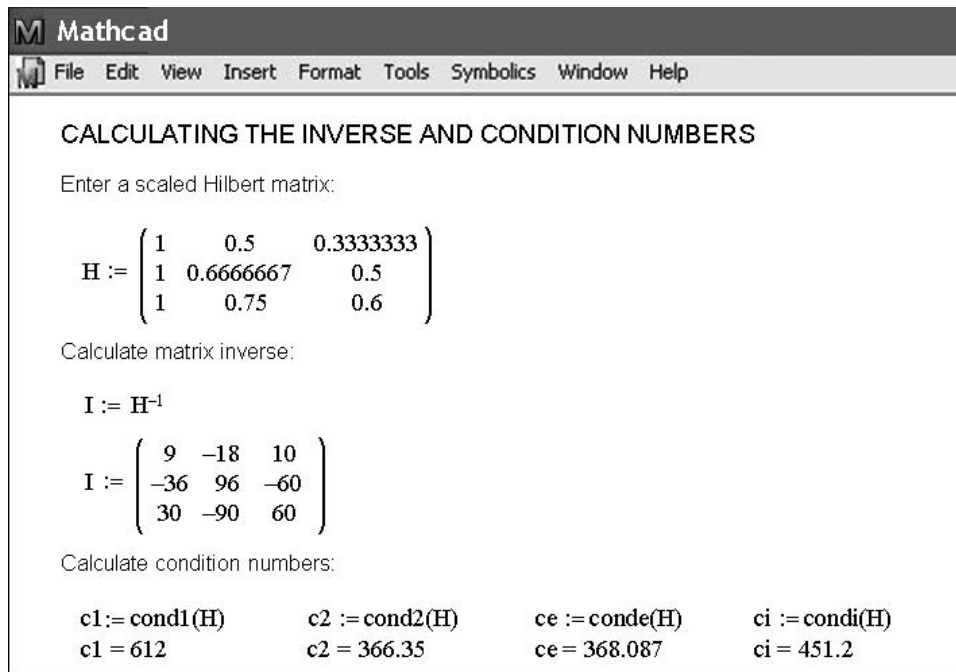 Mathcad
File Edit View Insert Format Tools Symbolics Window Help
CALCULATING THE INVERSE AND CONDITION NUMBERS
Enter a scaled Hilbert matrix:
H := ( 1 0.5 0.3333333
1 0.6666667 0.5
1 0.75 0.6 )
Calculate matrix inverse:
I := H⁻¹
I := ( 9 –18 10
–36 96 –60
30 –90 60 )
Calculate condition numbers:
c1:= cond1(H) c2 := cond2(H) ce := conde(H) ci := condi(H)
c1 = 612 c2 = 366.35 ce = 368.087 ci = 451.2